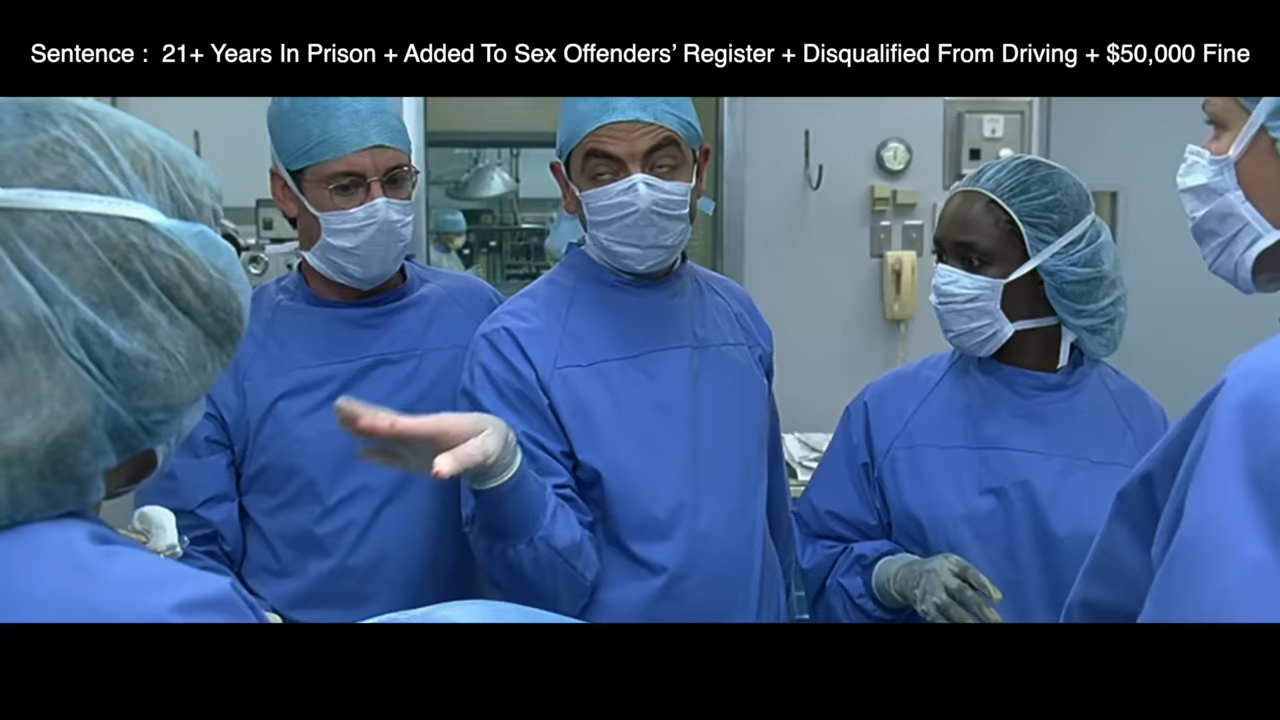 Sentence :  21+ Years In Prison + Added To Sex Offenders’ Register + Disqualified From Driving + $50,000 Fine